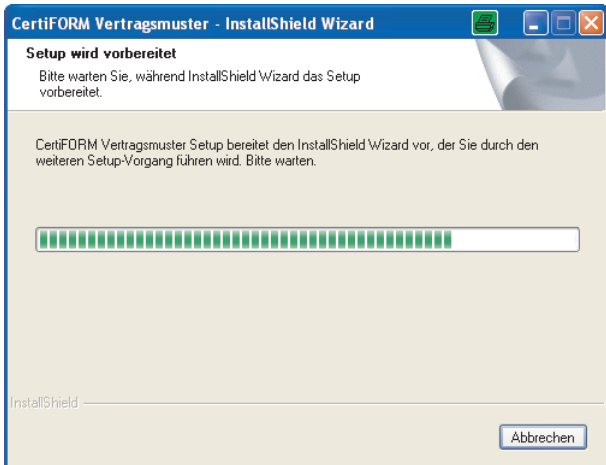 CertiFORM Vertragsmuster - InstallShield Wizard
Setup wird vorbereitet
Bitte warten Sie, während InstallShield Wizard das Setup
vorbereitet.
CertiFORM Vertragsmuster Setup bereitet den InstallShield Wizard vor, der Sie durch den
weiteren Setup-Vorgang führen wird. Bitte warten.
InstallShield
Abbrechen